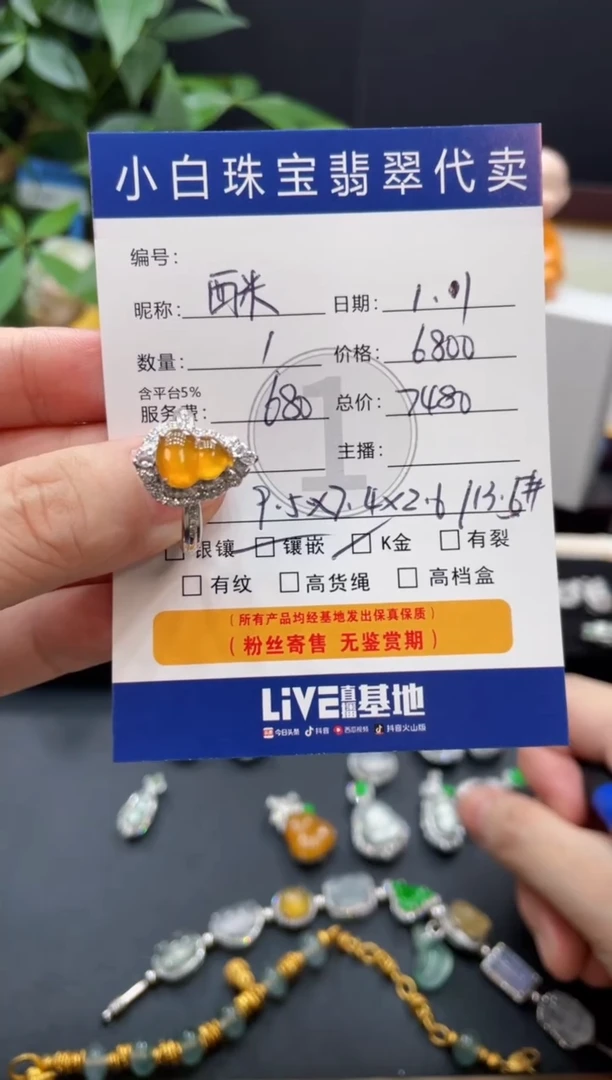 小白珠宝翡翠代卖
编号：
昵称： 西米 日期： 1.1
数量： 1 价格： 6800
含平台5%
服务费： 680 总价： 7480
主播：
9.5×7.4×2.6 /13.6#
银镶 镶嵌 K金 有裂
有纹 高货绳 高档盒
（所有产品均经基地发出保真保质）
（粉丝寄售 无鉴赏期）
LiVE直播基地
今日头条 抖音 西瓜视频 抖音火山版